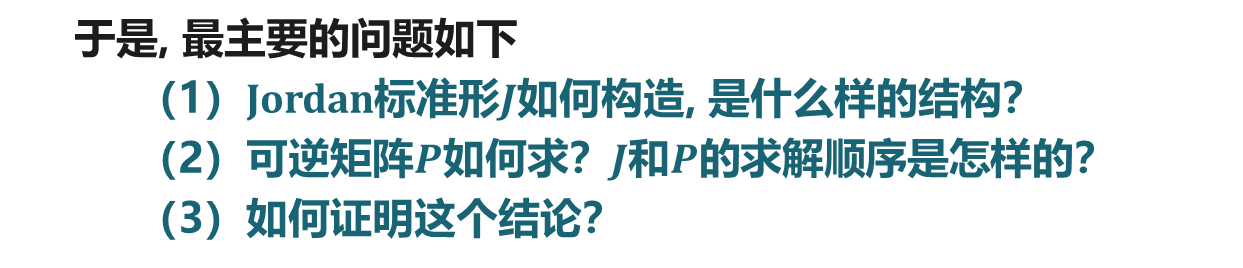 于是, 最主要的问题如下
（1）Jordan标准形J如何构造, 是什么样的结构？
（2）可逆矩阵P如何求？J和P的求解顺序是怎样的？
（3）如何证明这个结论？